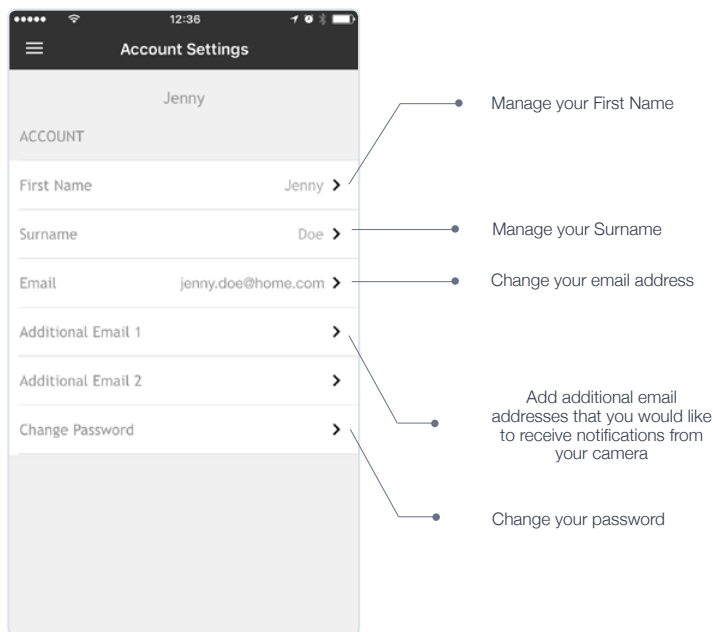 12:36
Account Settings
Jenny
ACCOUNT
First Name Jenny
Surname Doe
Email jenny.doe@home.com
Additional Email 1
Additional Email 2
Change Password
Manage your First Name
Manage your Surname
Change your email address
Add additional email
addresses that you would like
to receive notifications from
your camera
Change your password